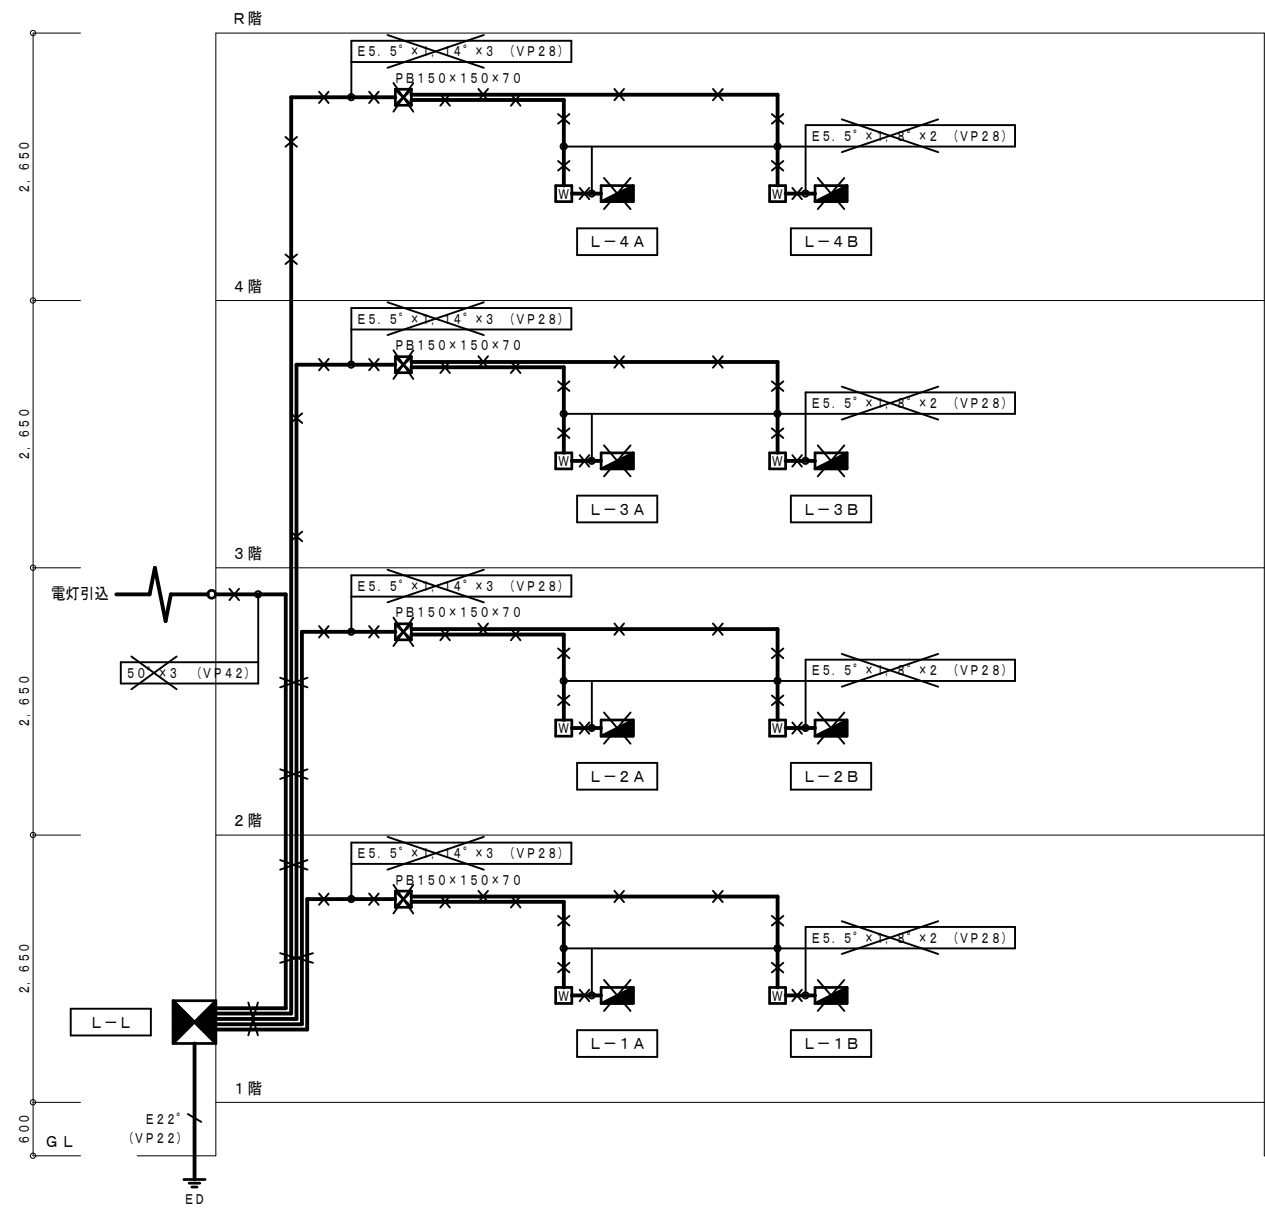 R階
E5.5°×1, 14°×3 (VP28)
PB150×150×70
E5.5°×1, 8°×2 (VP28)
2,650
W
W
L-4A
L-4B
4階
E5.5°×1, 14°×3 (VP28)
PB150×150×70
E5.5°×1, 8°×2 (VP28)
2,650
W
W
L-3A
L-3B
3階
E5.5°×1, 14°×3 (VP28)
電灯引込
PB150×150×70
50°×3 (VP42)
E5.5°×1, 8°×2 (VP28)
2,650
W
W
L-2A
L-2B
2階
E5.5°×1, 14°×3 (VP28)
PB150×150×70
E5.5°×1, 8°×2 (VP28)
2,650
W
W
L-L
L-1A
L-1B
1階
E22°
(VP22)
600
GL
ED